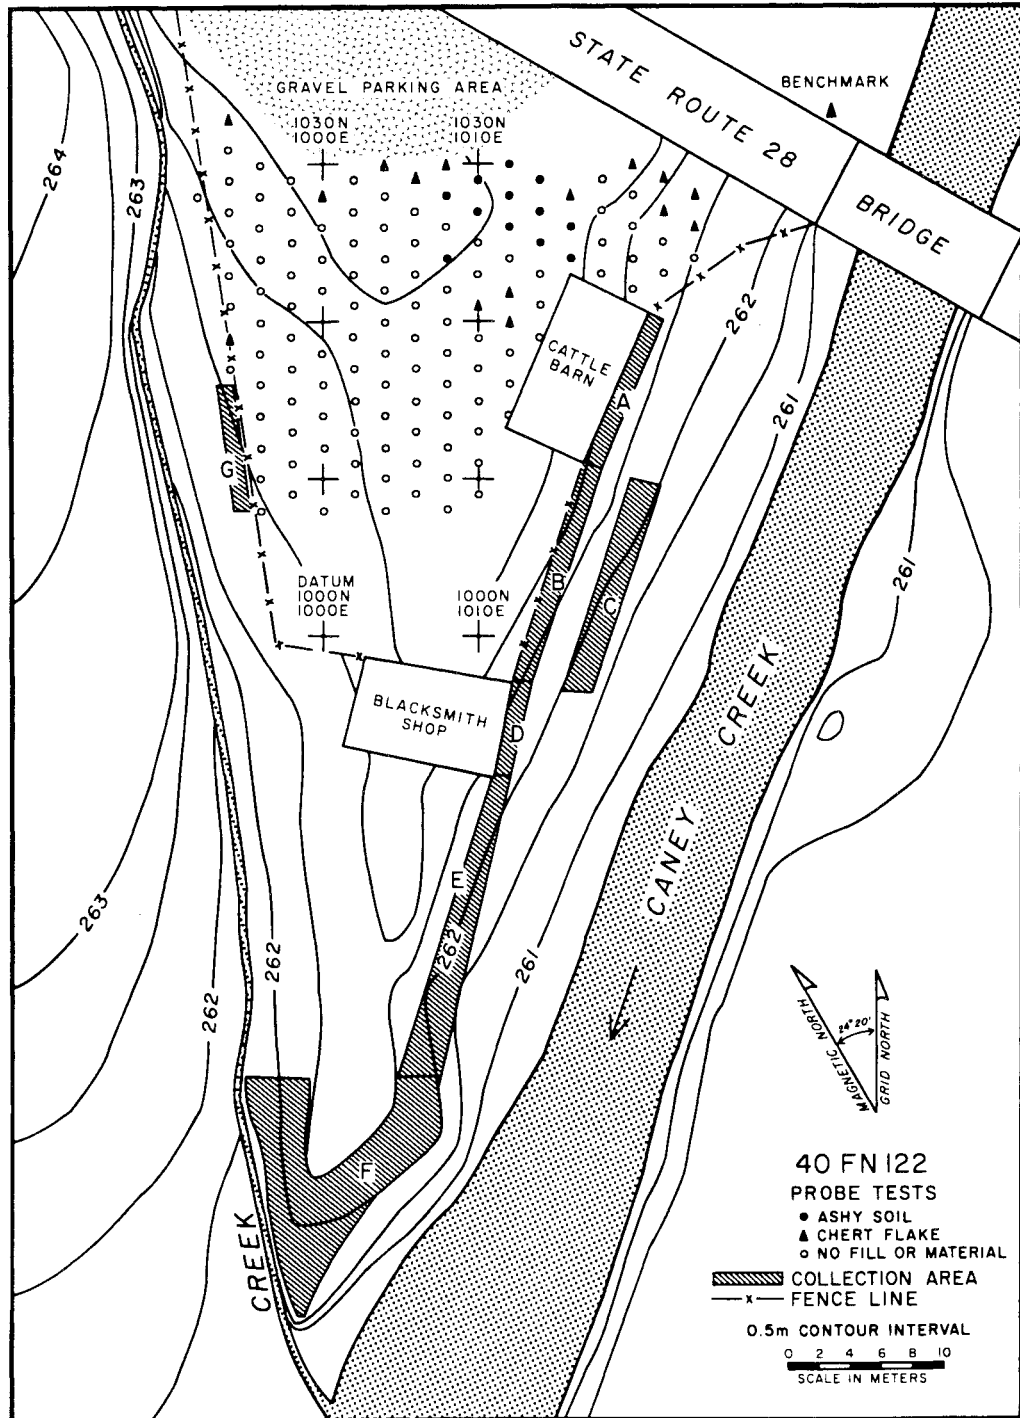 STATE ROUTE 28
BENCHMARK
GRAVEL PARKING AREA
1030N
1000E
1030N
1010E
BRIDGE
264
263
262
261
CATTLE
BARN
A
G
B
C
261
DATUM
1000N
1000E
1000N
1010E
BLACKSMITH
SHOP
D
CANEY CREEK
E
263
262
262
262
261
261
MAGNETIC NORTH
24° 20'
GRID NORTH
F
CREEK
40 FN 122
PROBE TESTS
ASHY SOIL
CHERT FLAKE
NO FILL OR MATERIAL
COLLECTION AREA
FENCE LINE
0.5m CONTOUR INTERVAL
0 2 4 6 8 10
SCALE IN METERS